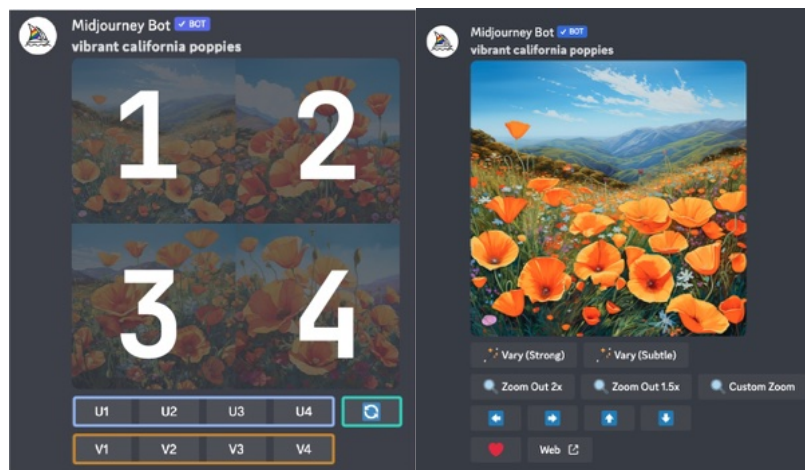 Midjourney Bot ✓ BOT
vibrant california poppies
1 2
3 4
U1 U2 U3 U4
V1 V2 V3 V4
Midjourney Bot ✓ BOT
vibrant california poppies
Vary (Strong) Vary (Subtle)
Zoom Out 2x Zoom Out 1.5x Custom Zoom
Web